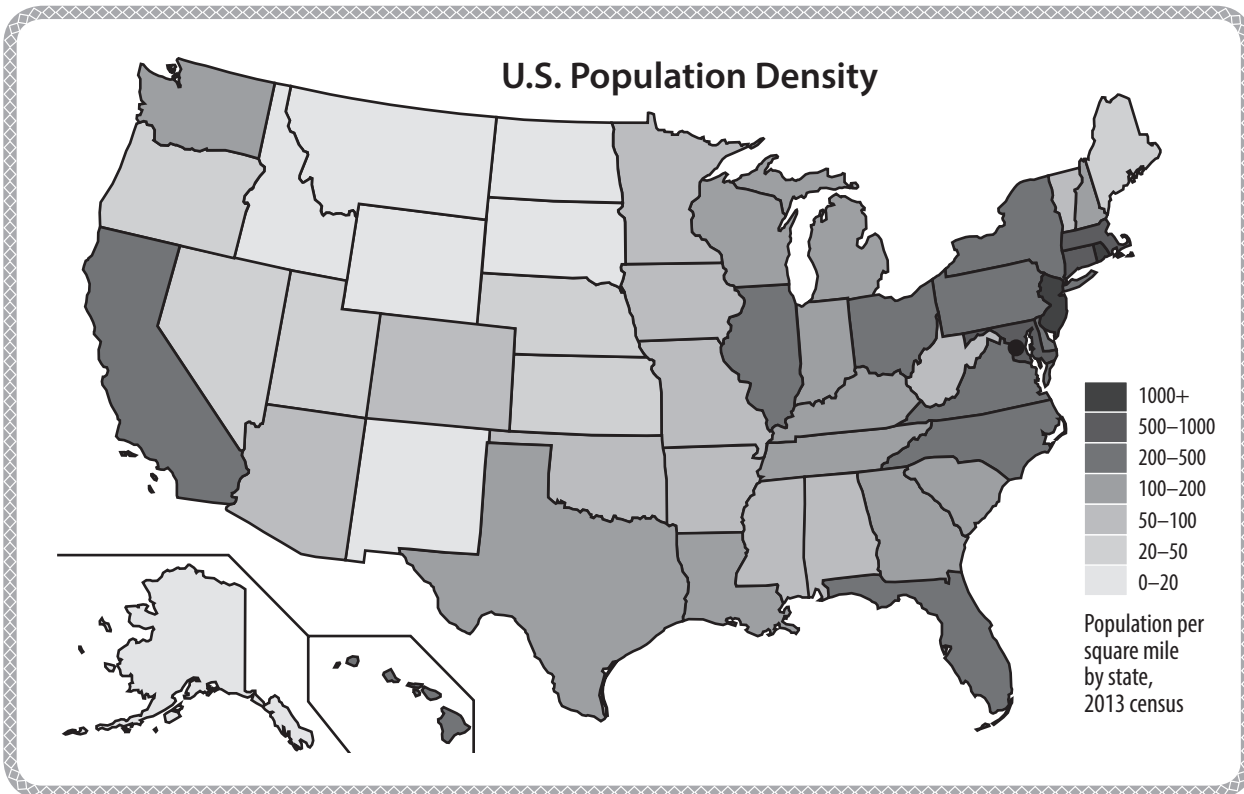 U.S. Population Density
1000+
500–1000
200–500
100–200
50–100
20–50
0–20
Population per
square mile
by state,
2013 census